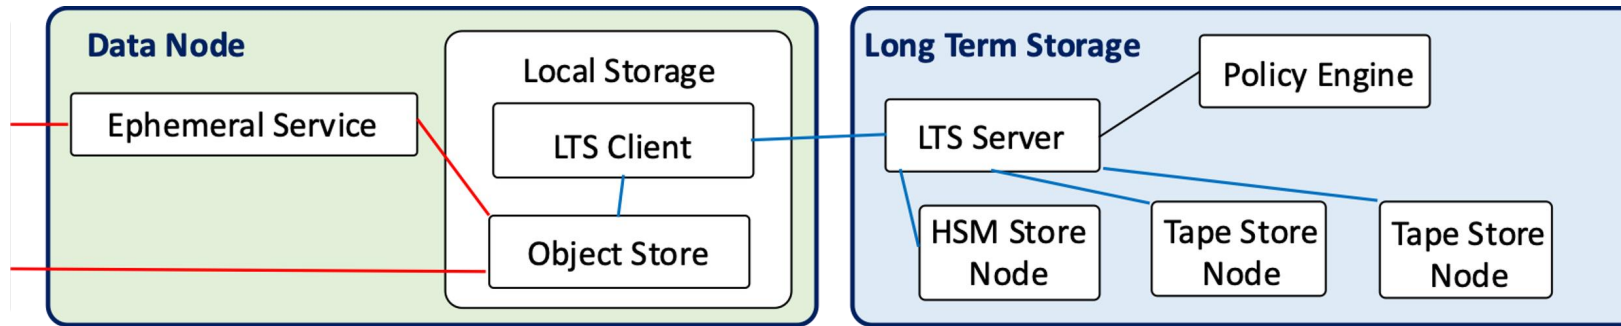 Data Node
Ephemeral Service
Local Storage
LTS Client
Object Store
Long Term Storage
Policy Engine
LTS Server
HSM Store
Node
Tape Store
Node
Tape Store
Node